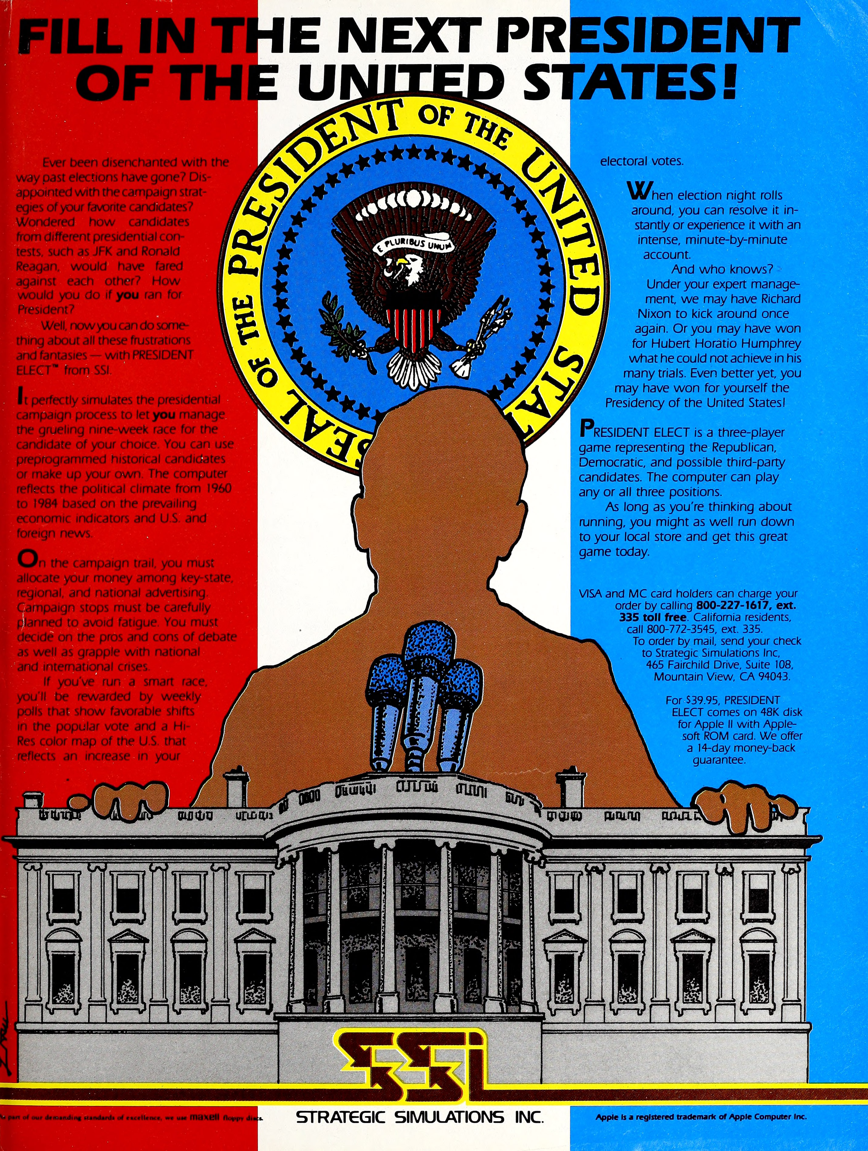 FILL IN THE NEXT PRESIDENT
OF THE UNITED STATES!
SEAL OF THE PRESIDENT OF THE UNITED STAT
E PLURIBUS UNUM
Ever been disenchanted with the
way past elections have gone? Dis-
appointed with the campaign strat-
egies of your favorite candidates?
Wondered how candidates
from different presidential con-
tests, such as JFK and Ronald
Reagan, would have fared
against each other? How
would you do if you ran for
President?
Well, now you can do some-
thing about all these frustrations
and fantasies — with PRESIDENT
ELECT™ from SSI.
It perfectly simulates the presidential
campaign process to let you manage
the grueling nine-week race for the
candidate of your choice. You can use
preprogrammed historical candidates
or make up your own. The computer
reflects the political climate from 1960
to 1984 based on the prevailing
economic indicators and U.S. and
foreign news.
On the campaign trail, you must
allocate your money among key-state,
regional, and national advertising.
Campaign stops must be carefully
planned to avoid fatigue. You must
decide on the pros and cons of debate
as well as grapple with national
and international crises.
If you've run a smart race,
you'll be rewarded by weekly
polls that show favorable shifts
in the popular vote and a Hi-
Res color map of the U.S. that
reflects an increase in your
electoral votes.
When election night rolls
around, you can resolve it in-
stantly or experience it with an
intense, minute-by-minute
account.
And who knows?
Under your expert manage-
ment, we may have Richard
Nixon to kick around once
again. Or you may have won
for Hubert Horatio Humphrey
what he could not achieve in his
many trials. Even better yet, you
may have won for yourself the
Presidency of the United States!
PRESIDENT ELECT is a three-player
game representing the Republican,
Democratic, and possible third-party
candidates. The computer can play
any or all three positions.
As long as you're thinking about
running, you might as well run down
to your local store and get this great
game today.
VISA and MC card holders can charge your
order by calling 800-227-1617, ext.
335 toll free. California residents,
call 800-772-3545, ext. 335.
To order by mail, send your check
to Strategic Simulations Inc,
465 Fairchild Drive, Suite 108,
Mountain View, CA 94043.
For $39.95, PRESIDENT
ELECT comes on 48K disk
for Apple II with Apple-
soft ROM card. We offer
a 14-day money-back
guarantee.
SSI
As part of our demanding standards of excellence, we use maxell floppy discs.
STRATEGIC SIMULATIONS INC.
Apple is a registered trademark of Apple Computer Inc.